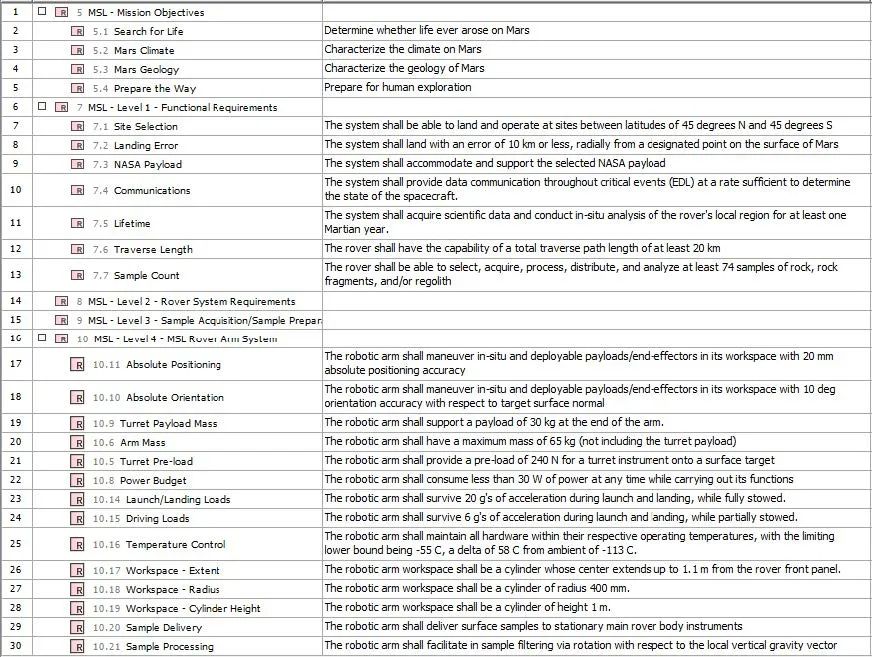 1 R 5 MSL - Mission Objectives
2 R 5.1 Search for Life Determine whether life ever arose on Mars
3 R 5.2 Mars Climate Characterize the climate on Mars
4 R 5.3 Mars Geology Characterize the geology of Mars
5 R 5.4 Prepare the Way Prepare for human exploration
6 R 7 MSL - Level 1 - Functional Requirements
7 R 7.1 Site Selection The system shall be able to land and operate at sites between latitudes of 45 degrees N and 45 degrees S
8 R 7.2 Landing Error The system shall land with an error of 10 km or less, radially from a cesignated point on the surface of Mars
9 R 7.3 NASA Payload The system shall accommodate and support the selected NASA payload
10 R 7.4 Communications The system shall provide data communication throughout critical events (EDL) at a rate sufficient to determine
the state of the spacecraft.
11 R 7.5 Lifetime The system shall acquire scientific data and conduct in-situ analysis of the rover's local region for at least one
Martian year.
12 R 7.6 Traverse Length The rover shall have the capability of a total traverse path length of at least 20 km
13 R 7.7 Sample Count The rover shall be able to select, acquire, process, distribute, and analyze at least 74 samples of rock, rock
fragments, and/or regolith
14 R 8 MSL - Level 2 - Rover System Requirements
15 R 9 MSL - Level 3 - Sample Acquisition/Sample Prepar
16 R 10 MSL - Level 4 - MSL Rover Arm System
17 R 10.11 Absolute Positioning The robotic arm shall maneuver in-situ and deployable payloads/end-effectors in its workspace with 20 mm
absolute positioning accuracy
18 R 10.10 Absolute Orientation The robotic arm shall maneuver in-situ and deployable payloads/end-effectors in its workspace with 10 deg
orientation accuracy with respect to target surface normal
19 R 10.9 Turret Payload Mass The robotic arm shall support a payload of 30 kg at the end of the arm.
20 R 10.6 Arm Mass The robotic arm shall have a maximum mass of 65 kg (not including the turret payload)
21 R 10.5 Turret Pre-load The robotic arm shall provide a pre-load of 240 N for a turret instrument onto a surface target
22 R 10.8 Power Budget The robotic arm shall consume less than 30 W of power at any time while carrying out its functions
23 R 10.14 Launch/Landing Loads The robotic arm shall survive 20 g's of acceleration during launch and landing, while fully stowed.
24 R 10.15 Driving Loads The robotic arm shall survive 6 g's of acceleration during launch and landing, while partially stowed.
25 R 10.16 Temperature Control The robotic arm shall maintain all hardware within their respective operating temperatures, with the limiting
lower bound being -55 C, a delta of 58 C from ambient of -113 C.
26 R 10.17 Workspace - Extent The robotic arm workspace shall be a cylinder whose center extends up to 1.1 m from the rover front panel.
27 R 10.18 Workspace - Radius The robotic arm workspace shall be a cylinder of radius 400 mm.
28 R 10.19 Workspace - Cylinder Height The robotic arm workspace shall be a cylinder of height 1 m.
29 R 10.20 Sample Delivery The robotic arm shall deliver surface samples to stationary main rover body instruments
30 R 10.21 Sample Processing The robotic arm shall facilitate in sample filtering via rotation with respect to the local vertical gravity vector